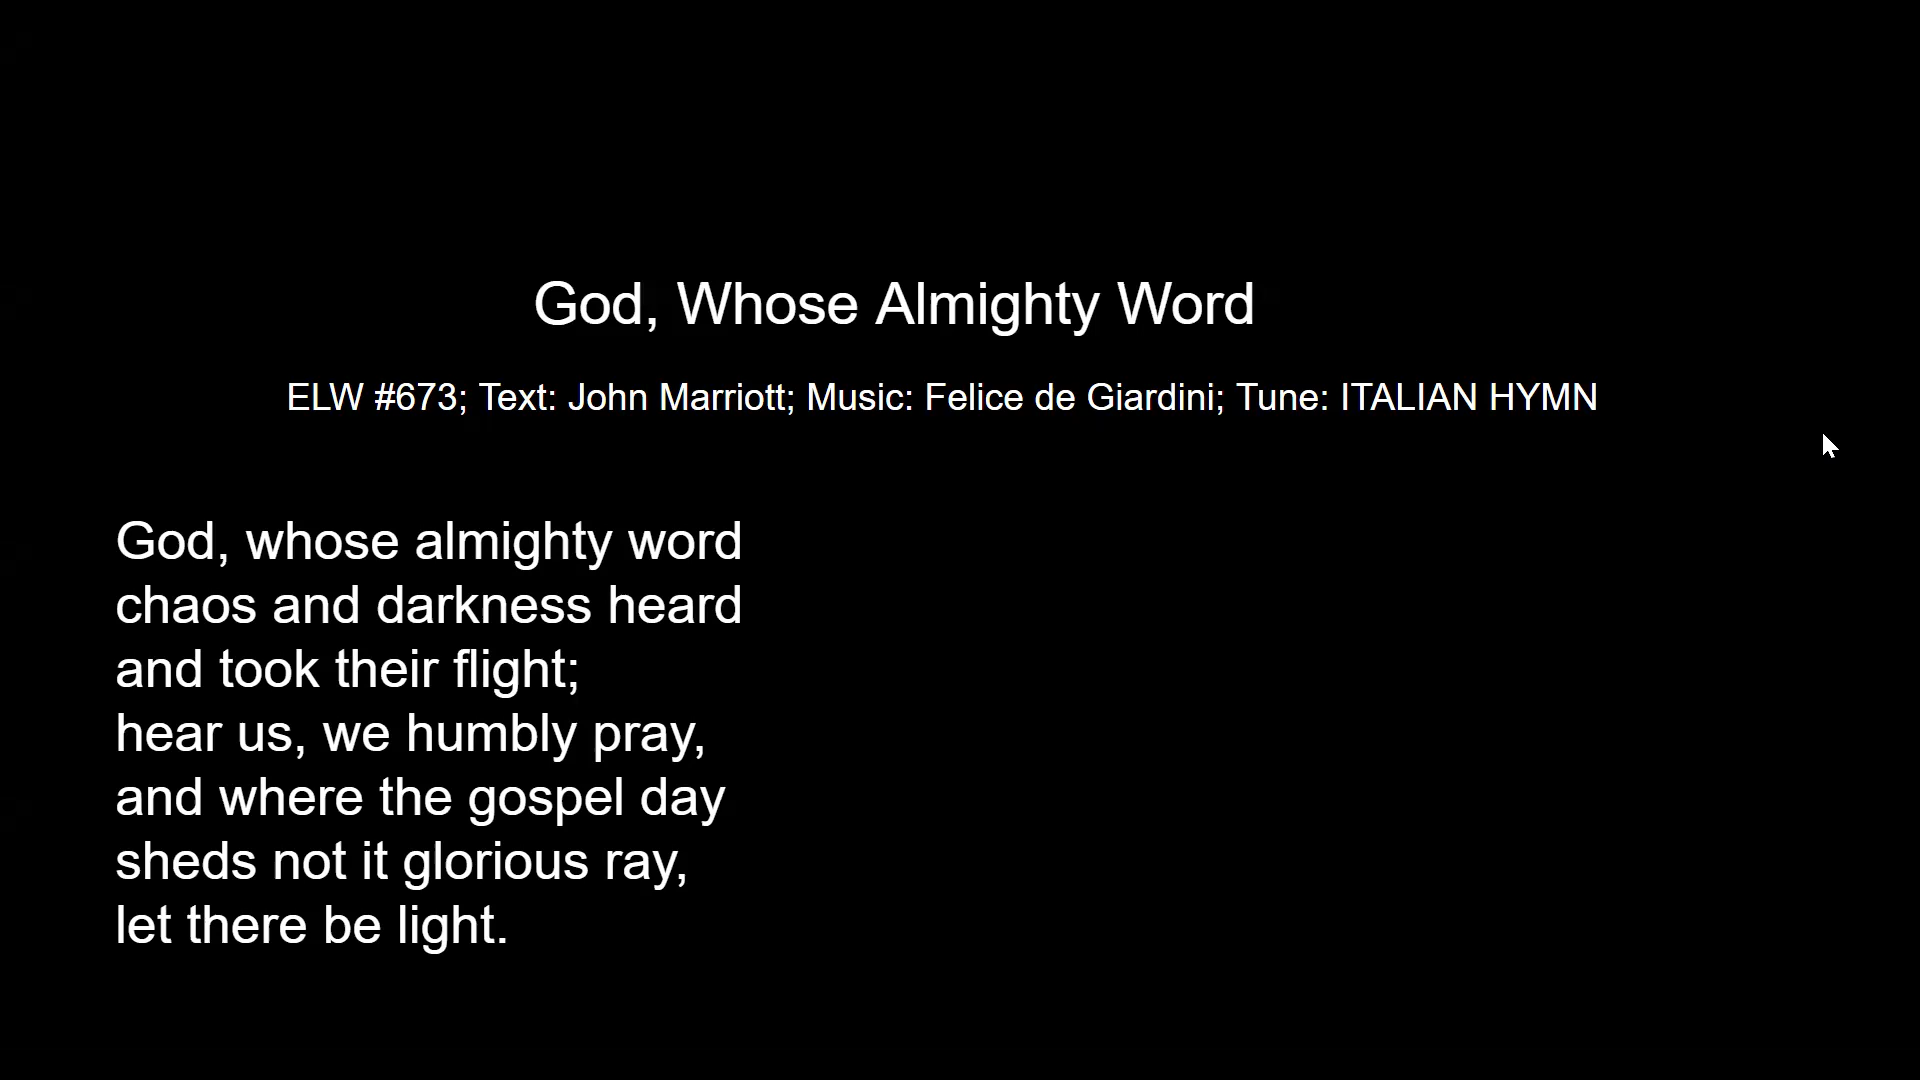 God, Whose Almighty Word
ELW #673; Text: John Marriott; Music: Felice de Giardini; Tune: ITALIAN HYMN
God, whose almighty word
chaos and darkness heard
and took their flight;
hear us, we humbly pray,
and where the gospel day
sheds not it glorious ray,
let there be light.